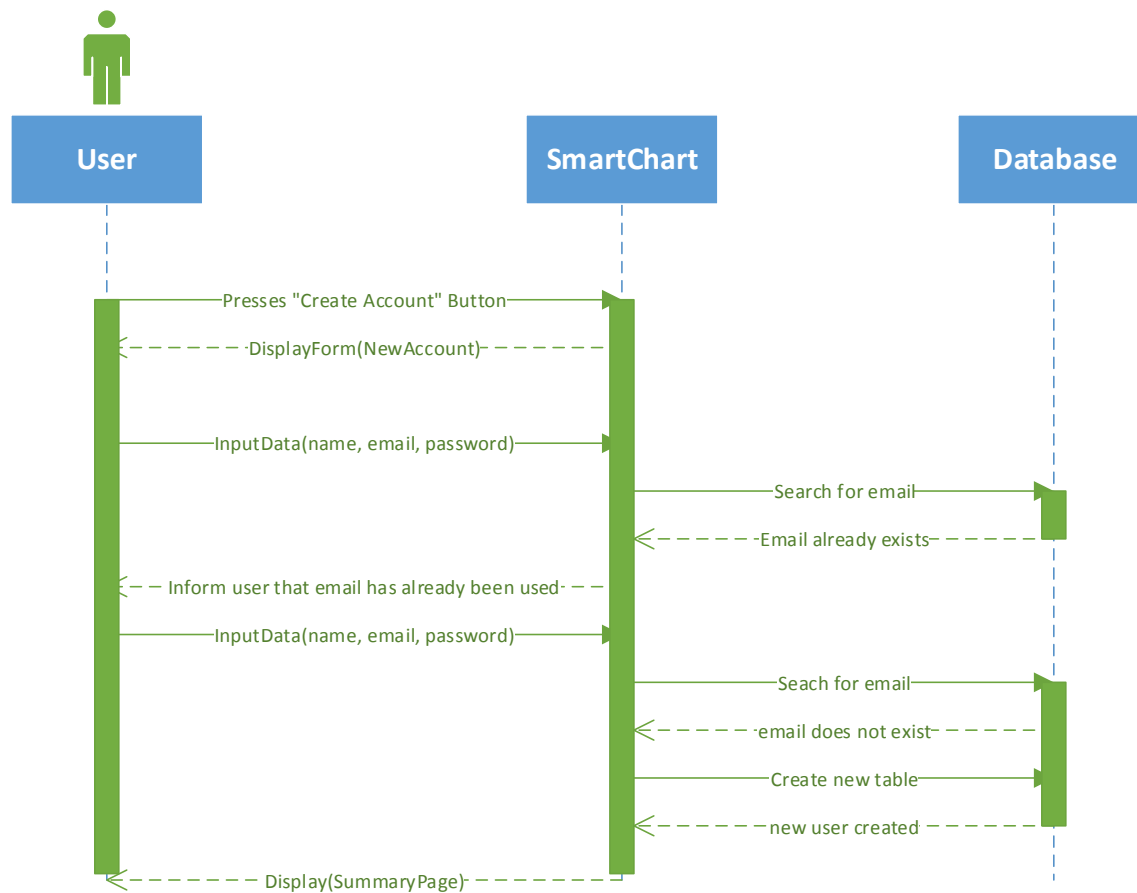 User
SmartChart
Database
Presses "Create Account" Button
DisplayForm(NewAccount)
InputData(name, email, password)
Search for email
Email already exists
Inform user that email has already been used
InputData(name, email, password)
Seach for email
email does not exist
Create new table
new user created
Display(SummaryPage)